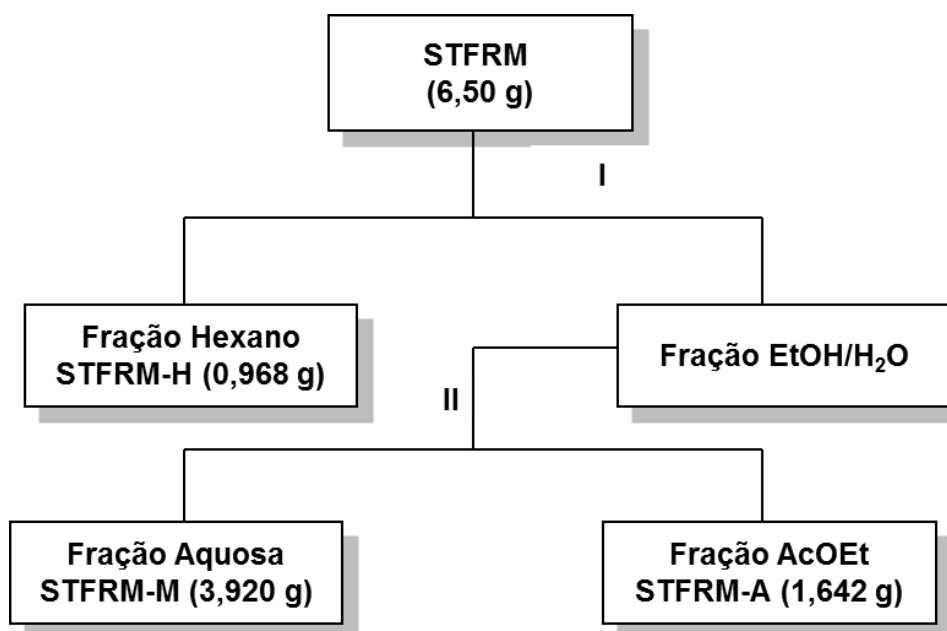 STFRM
(6,50 g)
I
Fração Hexano
STFRM-H (0,968 g)
Fração EtOH/H₂O
II
Fração Aquosa
STFRM-M (3,920 g)
Fração AcOEt
STFRM-A (1,642 g)